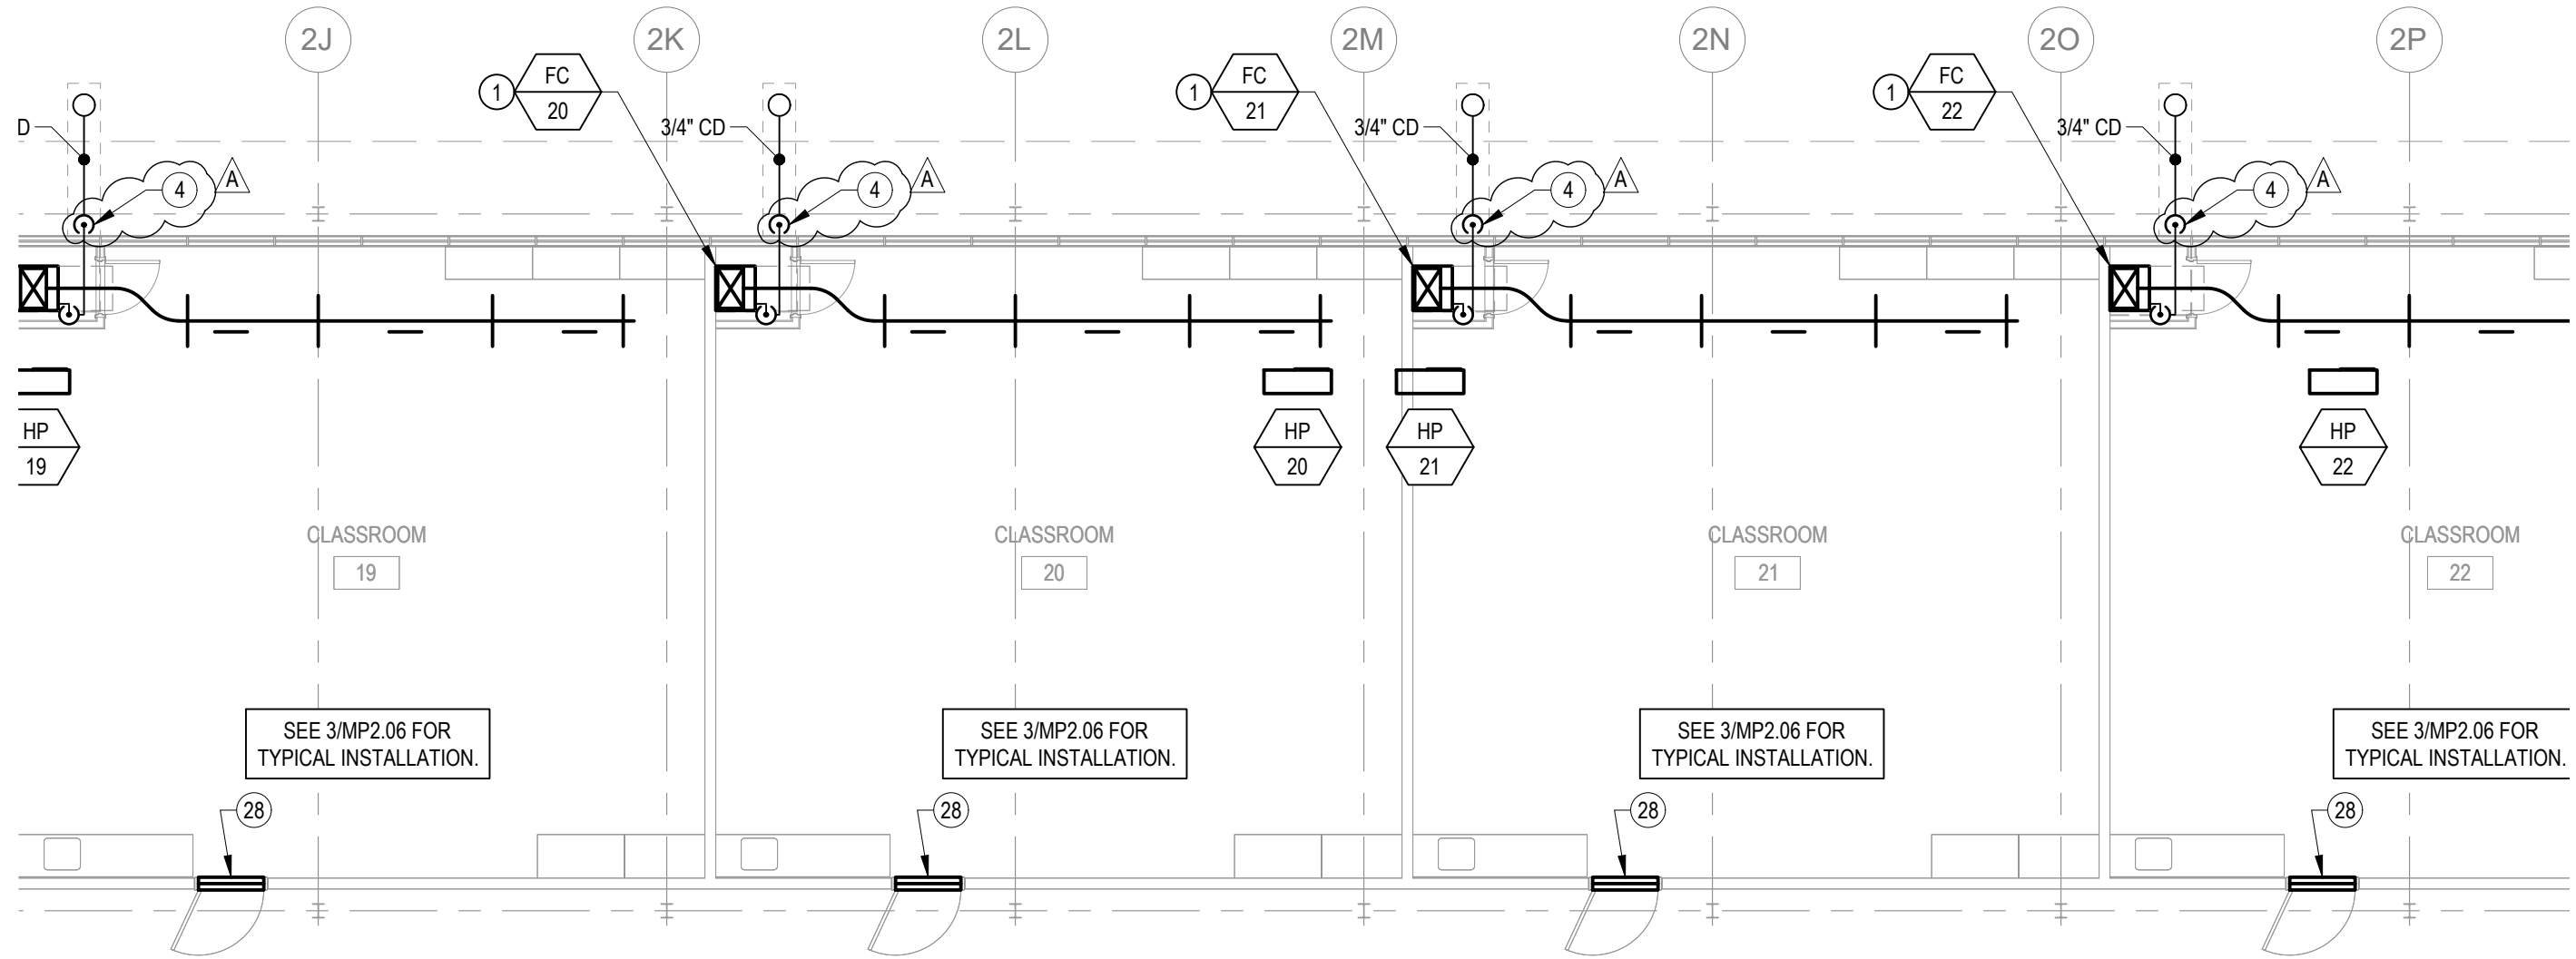 2J
2K
2L
2M
2N
2O
2P
1
FC
20
1
FC
21
1
FC
22
D
3/4" CD
3/4" CD
3/4" CD
4
A
4
A
4
A
4
A
HP
19
HP
20
HP
21
HP
22
CLASSROOM
19
CLASSROOM
20
CLASSROOM
21
CLASSROOM
22
SEE 3/MP2.06 FOR
TYPICAL INSTALLATION.
SEE 3/MP2.06 FOR
TYPICAL INSTALLATION.
SEE 3/MP2.06 FOR
TYPICAL INSTALLATION.
SEE 3/MP2.06 FOR
TYPICAL INSTALLATION.
28
28
28
28